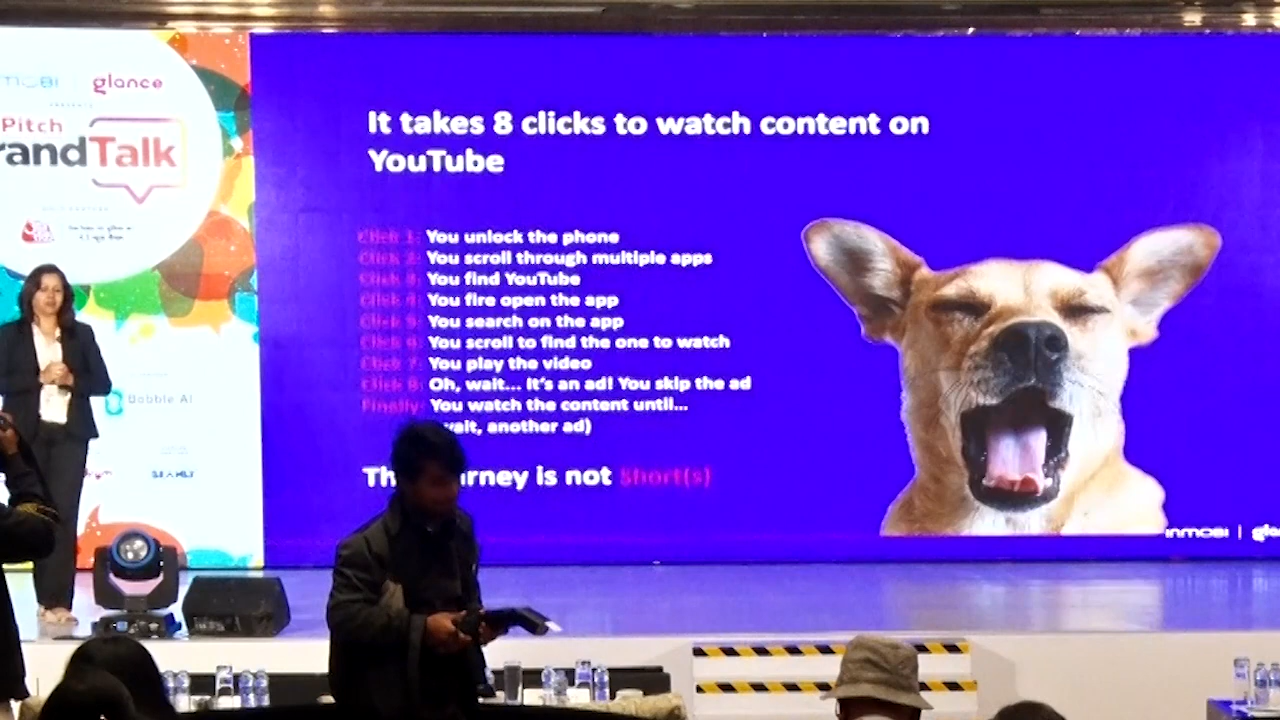 glance
Pitch
randTalk
Bobble AI
It takes 8 clicks to watch content on
YouTube
Click 1: You unlock the phone
Click 2: You scroll through multiple apps
Click 3: You find YouTube
Click 4: You fire open the app
Click 5: You search on the app
Click 6: You scroll to find the one to watch
Click 7: You play the video
Click 8: Oh, wait... It's an ad! You skip the ad
Finally: You watch the content until...
wait, another ad)
Th rney is not Short(s)
INMOBI | gla